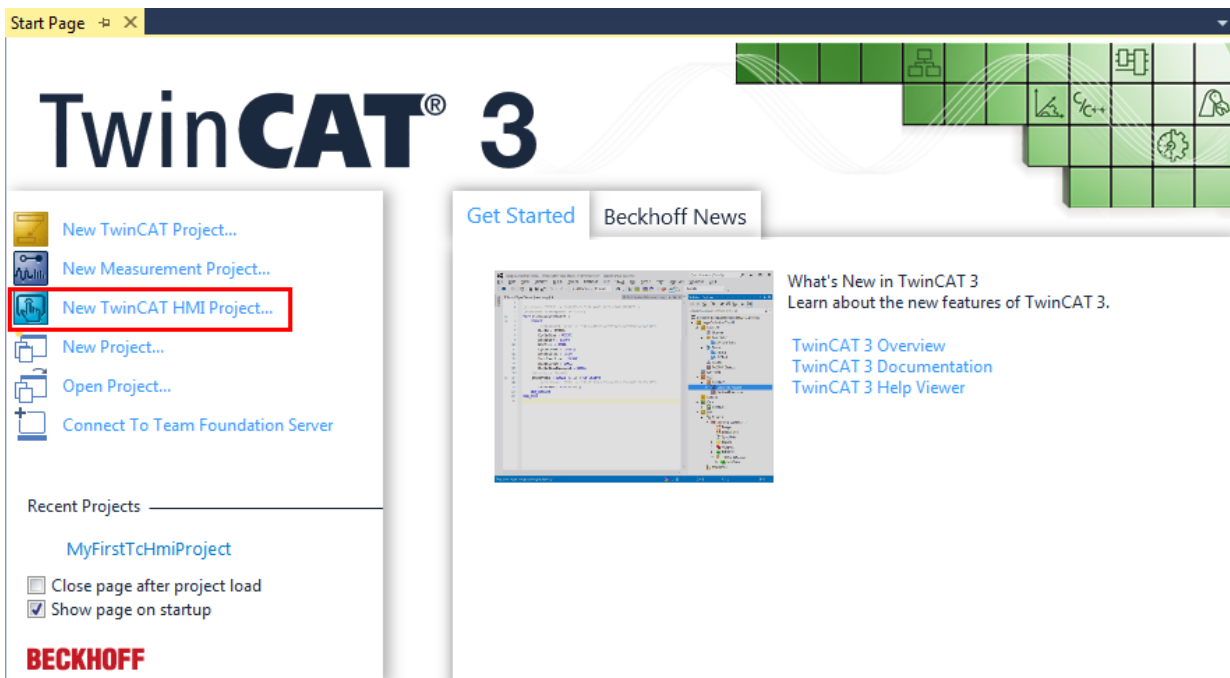 Start Page
TwinCAT® 3
New TwinCAT Project...
New Measurement Project...
New TwinCAT HMI Project...
New Project...
Open Project...
Connect To Team Foundation Server
Recent Projects
MyFirstTcHmiProject
Close page after project load
Show page on startup
BECKHOFF
Get Started
Beckhoff News
What's New in TwinCAT 3
Learn about the new features of TwinCAT 3.
TwinCAT 3 Overview
TwinCAT 3 Documentation
TwinCAT 3 Help Viewer
C/C++